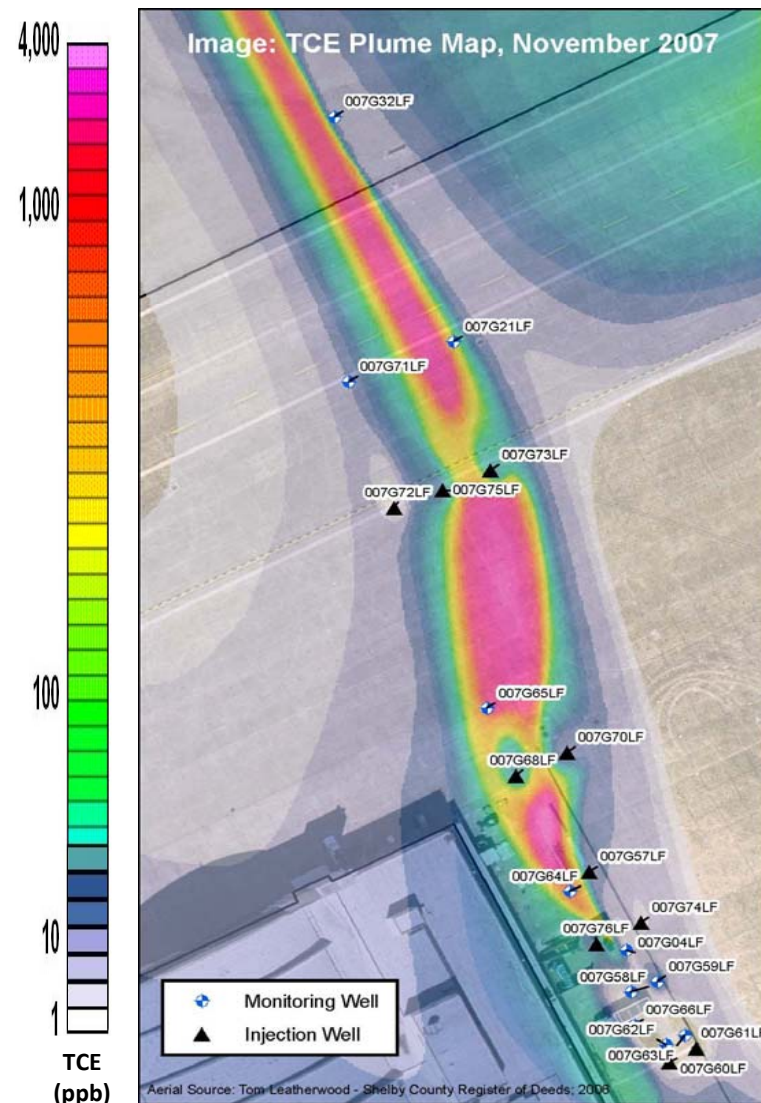 4,000
1,000
100
10
1
TCE
(ppb)
Image: TCE Plume Map, November 2007
007G32LF
007G21LF
007G71LF
007G73LF
007G72LF
007G75LF
007G65LF
007G70LF
007G68LF
007G57LF
007G64LF
007G74LF
007G76LF
007G04LF
007G59LF
007G58LF
007G66LF
007G62LF
007G61LF
007G63LF
007G60LF
Monitoring Well
Injection Well
Aerial Source: Tom Leatherwood - Shelby County Register of Deeds; 2006